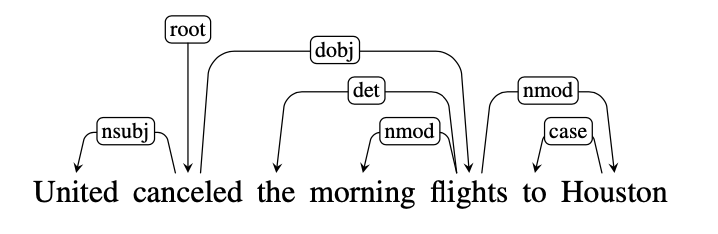 root
dobj
det
nmod
nsubj
nmod
case
United canceled the morning flights to Houston